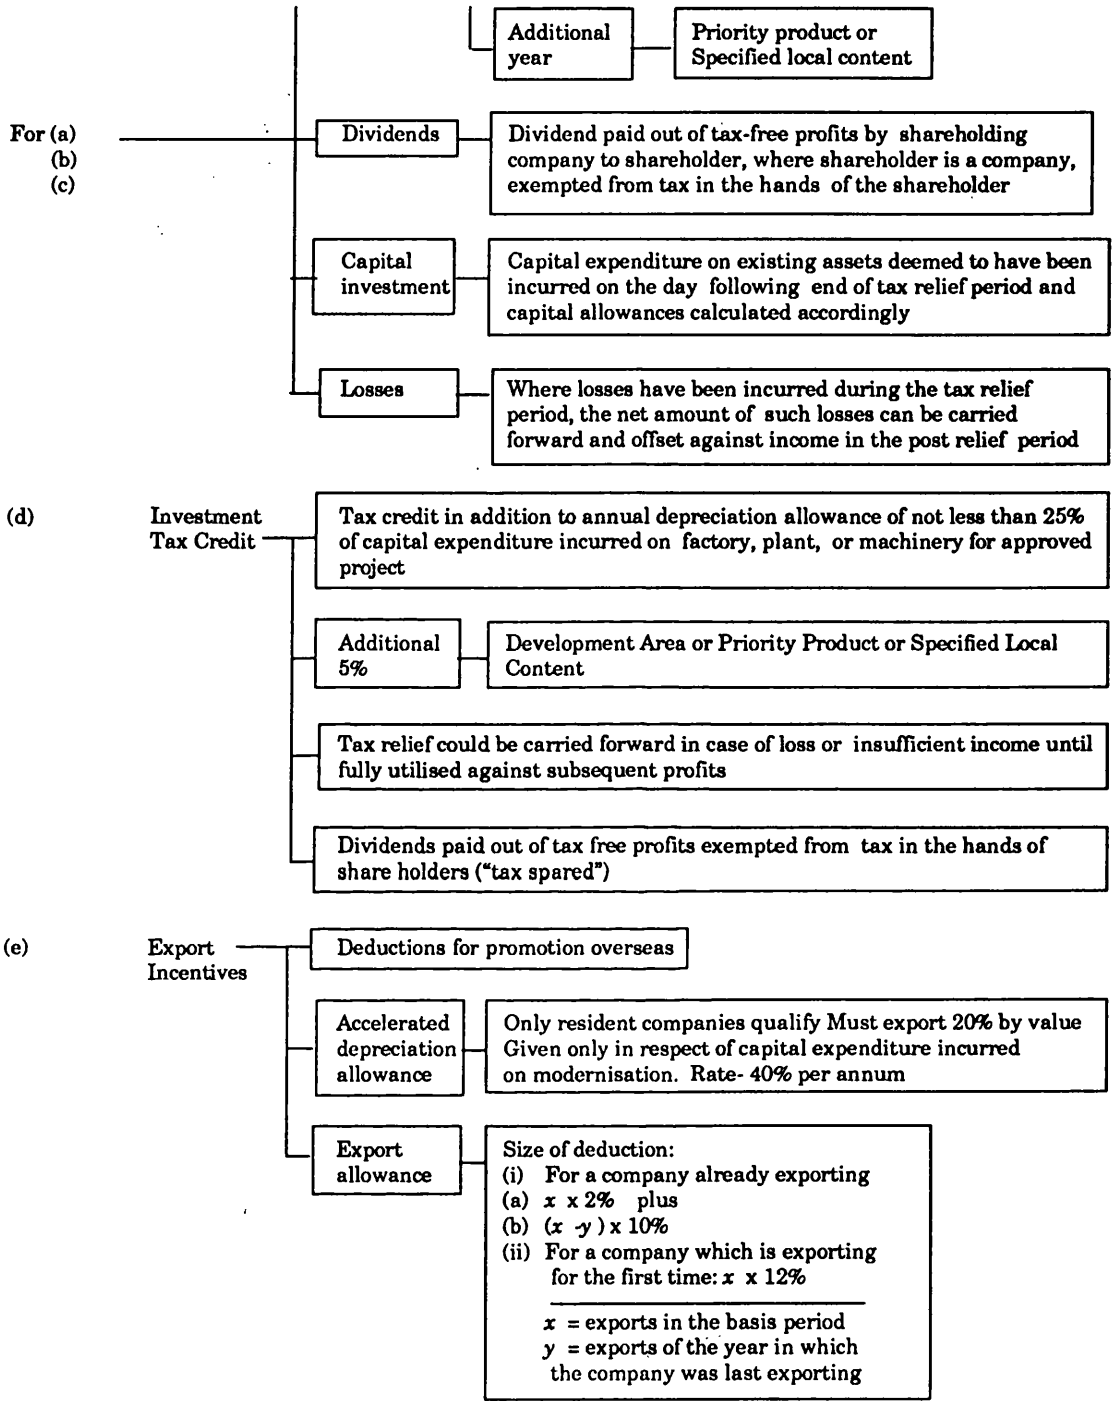 Additional
year
Priority product or
Specified local content
For (a)
(b)
(c)
Dividends
Dividend paid out of tax-free profits by shareholding
company to shareholder, where shareholder is a company,
exempted from tax in the hands of the shareholder
Capital
investment
Capital expenditure on existing assets deemed to have been
incurred on the day following end of tax relief period and
capital allowances calculated accordingly
Losses
Where losses have been incurred during the tax relief
period, the net amount of such losses can be carried
forward and offset against income in the post relief period
(d)
Investment
Tax Credit
Tax credit in addition to annual depreciation allowance of not less than 25%
of capital expenditure incurred on factory, plant, or machinery for approved
project
Additional
5%
Development Area or Priority Product or Specified Local
Content
Tax relief could be carried forward in case of loss or insufficient income until
fully utilised against subsequent profits
Dividends paid out of tax free profits exempted from tax in the hands of
share holders ("tax spared")
(e)
Export
Incentives
Deductions for promotion overseas
Accelerated
depreciation
allowance
Only resident companies qualify Must export 20% by value
Given only in respect of capital expenditure incurred
on modernisation. Rate- 40% per annum
Export
allowance
Size of deduction:
(i) For a company already exporting
(a) x x 2% plus
(b) (x -y) x 10%
(ii) For a company which is exporting
for the first time: x x 12%
x = exports in the basis period
y = exports of the year in which
the company was last exporting